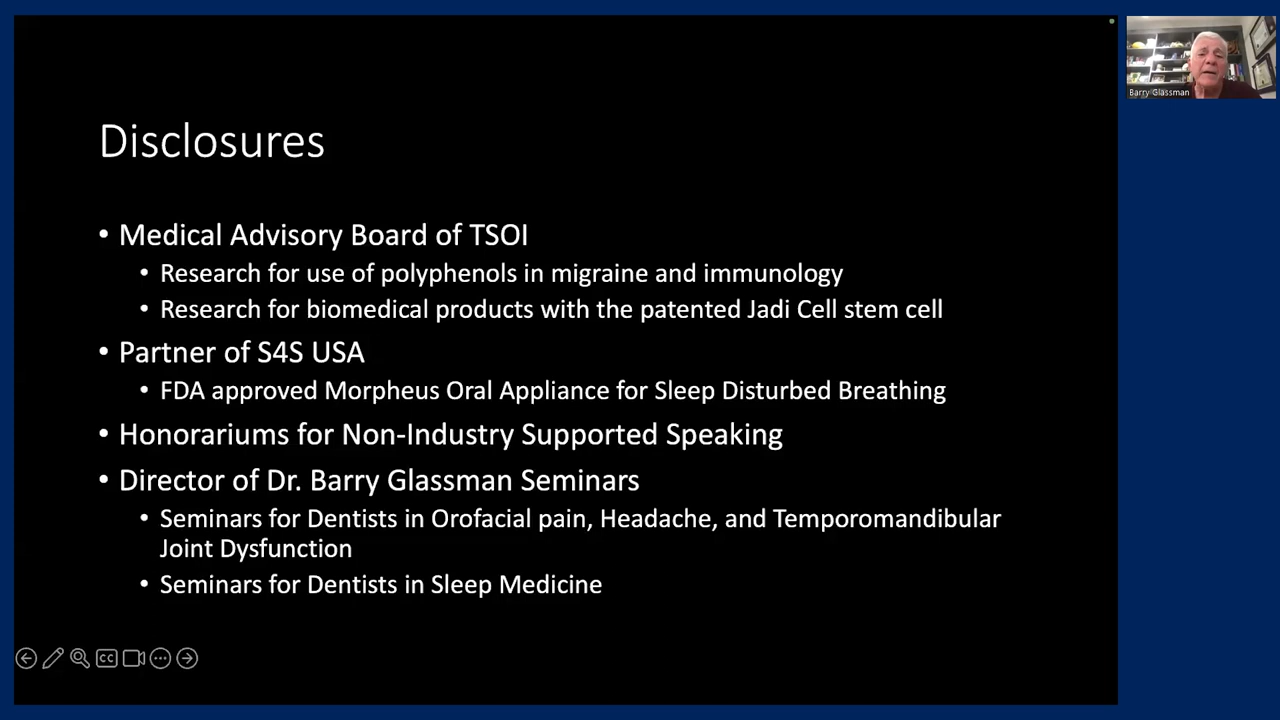 Disclosures
• Medical Advisory Board of TSOI
• Research for use of polyphenols in migraine and immunology
• Research for biomedical products with the patented Jadi Cell stem cell
• Partner of S4S USA
• FDA approved Morpheus Oral Appliance for Sleep Disturbed Breathing
• Honorariums for Non-Industry Supported Speaking
• Director of Dr. Barry Glassman Seminars
• Seminars for Dentists in Orofacial pain, Headache, and Temporomandibular
Joint Dysfunction
• Seminars for Dentists in Sleep Medicine
CC
Barry Glassman